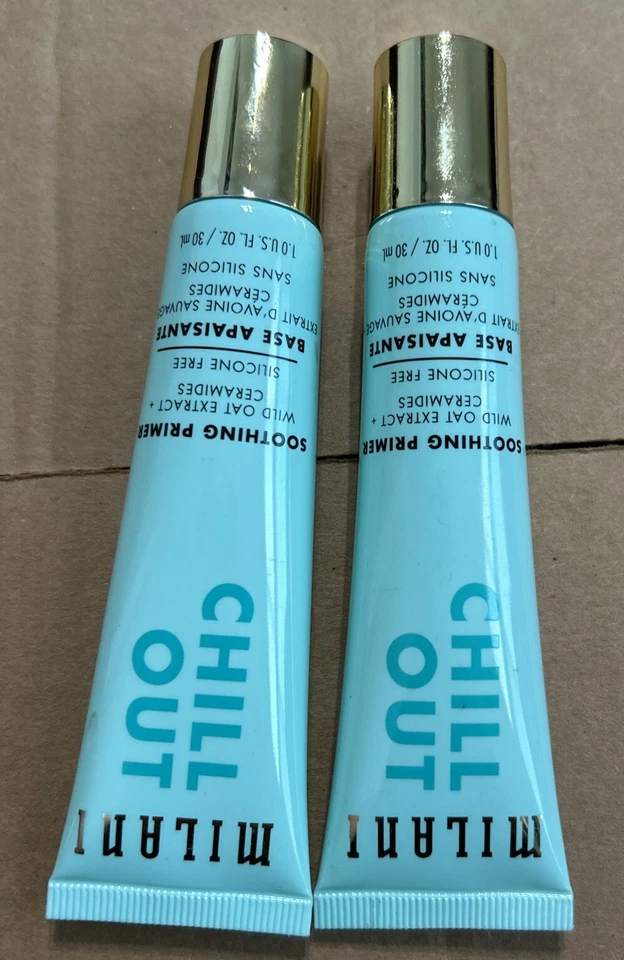 MILANI
CHILL
OUT
SOOTHING PRIMER
WILD OAT EXTRACT +
CERAMIDES
SILICONE FREE
BASE APAISANTE
EXTRAIT D'AVOINE SAUVAGE +
CÉRAMIDES
SANS SILICONE
1.0 U.S. FL. OZ. / 30 mL
MILANI
CHILL
OUT
SOOTHING PRIMER
WILD OAT EXTRACT +
CERAMIDES
SILICONE FREE
BASE APAISANTE
EXTRAIT D'AVOINE SAUVAGE +
CÉRAMIDES
SANS SILICONE
1.0 U.S. FL. OZ. / 30 mL